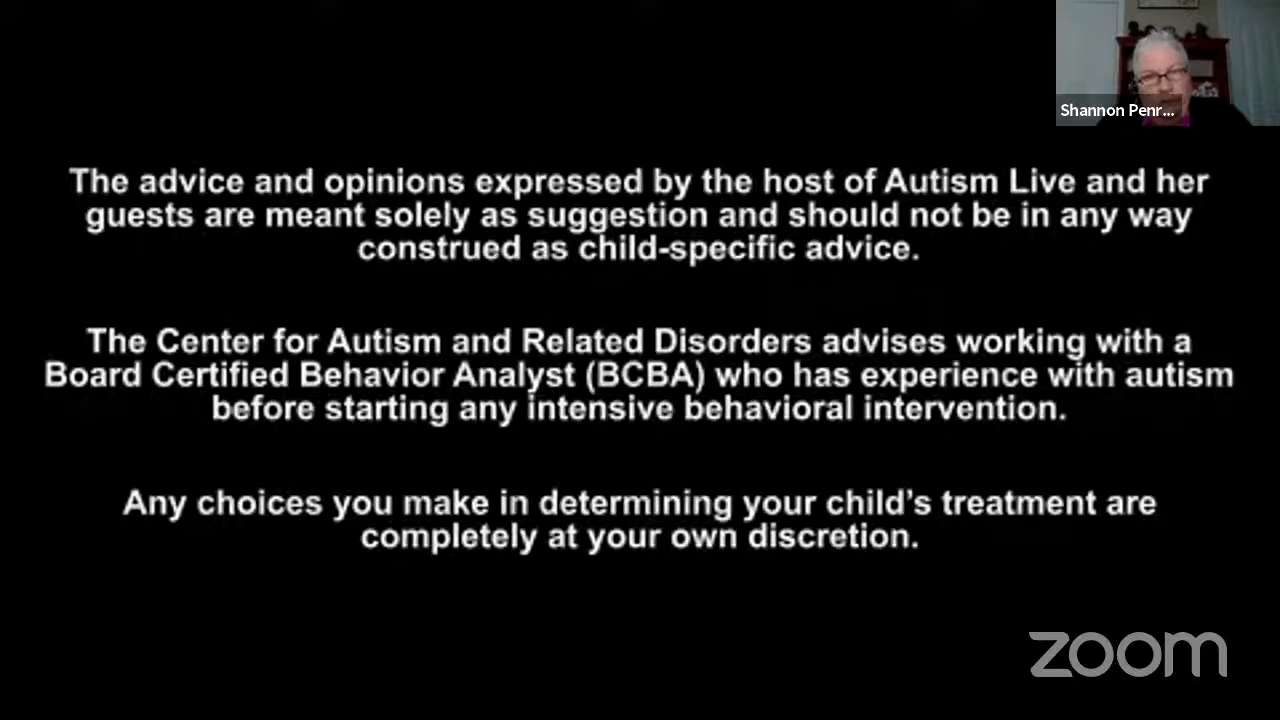 Shannon Penr...
The advice and opinions expressed by the host of Autism Live and her
guests are meant solely as suggestion and should not be in any way
construed as child-specific advice.
The Center for Autism and Related Disorders advises working with a
Board Certified Behavior Analyst (BCBA) who has experience with autism
before starting any intensive behavioral intervention.
Any choices you make in determining your child’s treatment are
completely at your own discretion.
zoom